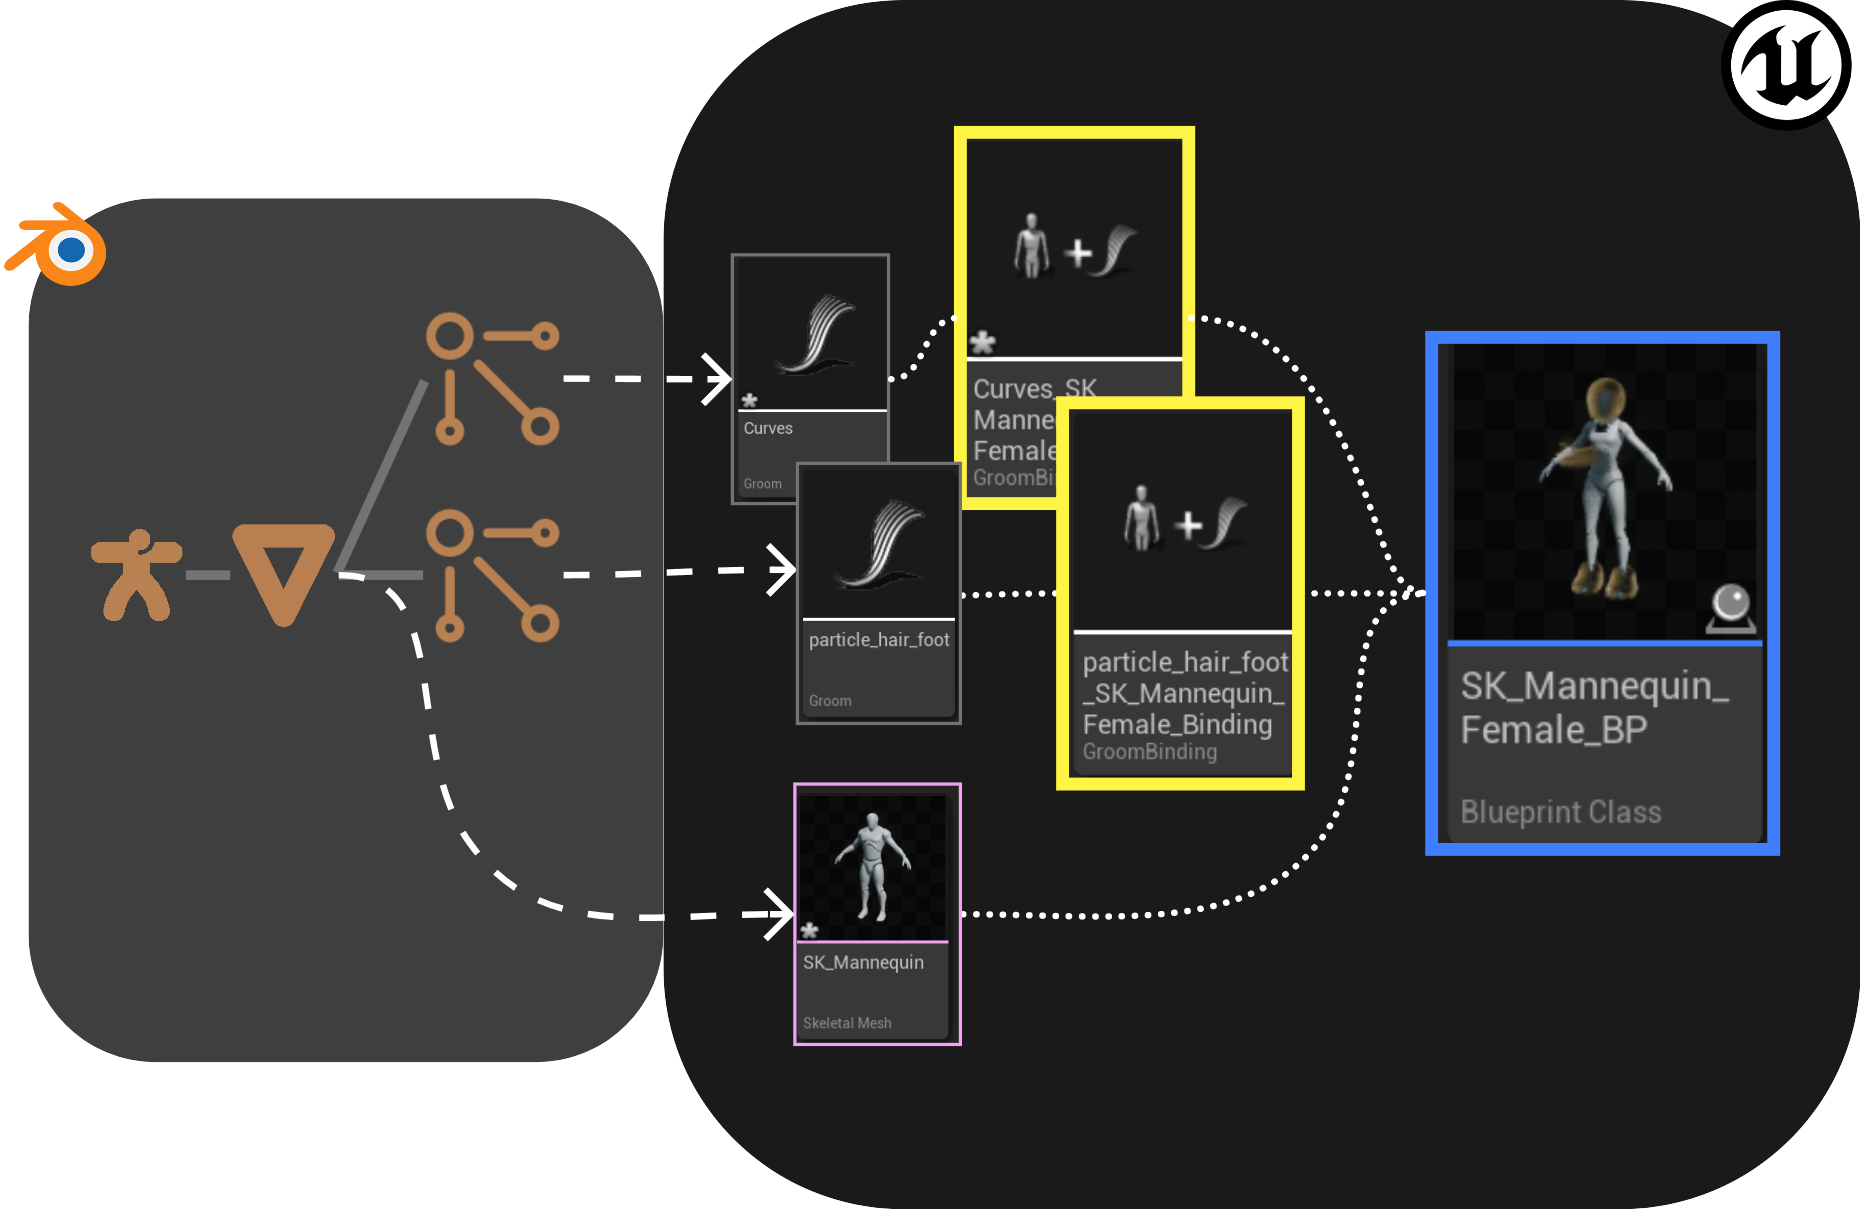 Curves
Groom
Curves_SK
Manne
Female
GroomBi
particle_hair_foot
Groom
particle_hair_foot
_SK_Mannequin_
Female_Binding
GroomBinding
SK_Mannequin
Skeletal Mesh
SK_Mannequin_
Female_BP
Blueprint Class